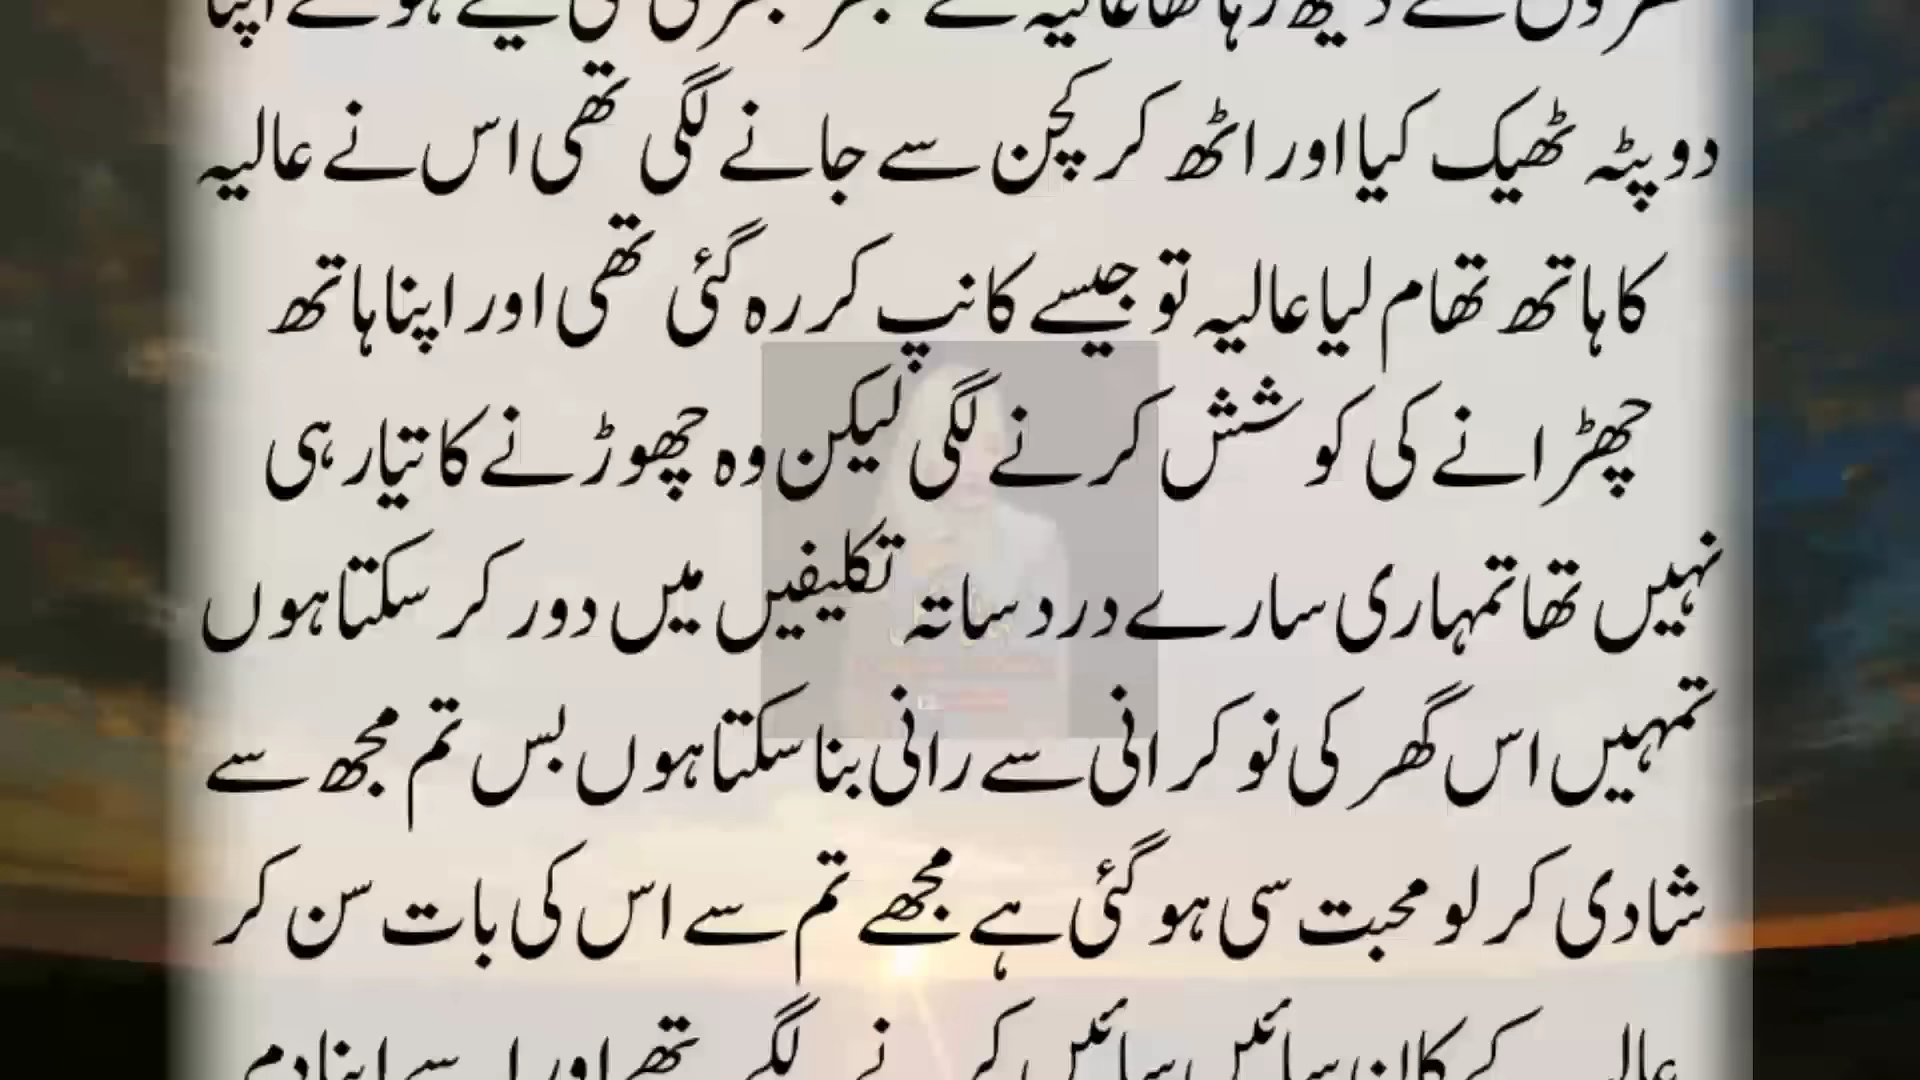 دوپٹہ ٹھیک کیا اور اٹھ کر کچن سے جانے لگی تھی اس نے عالیہ
کا ہاتھ تھام لیا عالیہ تو جیسے کانپ کر رہ گئی تھی اور اپنا ہاتھ
چھڑانے کی کوشش کرنے لگی لیکن وہ چھوڑنے کا تیار ہی
نہیں تھا تمہاری سارے درد ساتہ تکلیفیں میں دور کر سکتا ہوں
تمہیں اس گھر کی نوکرانی سے رانی بنا سکتا ہوں بس تم مجھ سے
شادی کر لو محبت سی ہو گئی ہے مجھے تم سے اس کی بات سن کر